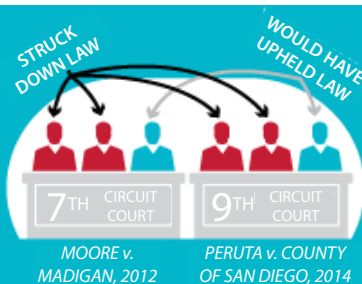 STRUCK
DOWN LAW
WOULD HAVE
UPHELD LAW
7TH CIRCUIT
COURT
9TH CIRCUIT
COURT
MOORE v.
MADIGAN, 2012
PERUTA v. COUNTY
OF SAN DIEGO, 2014